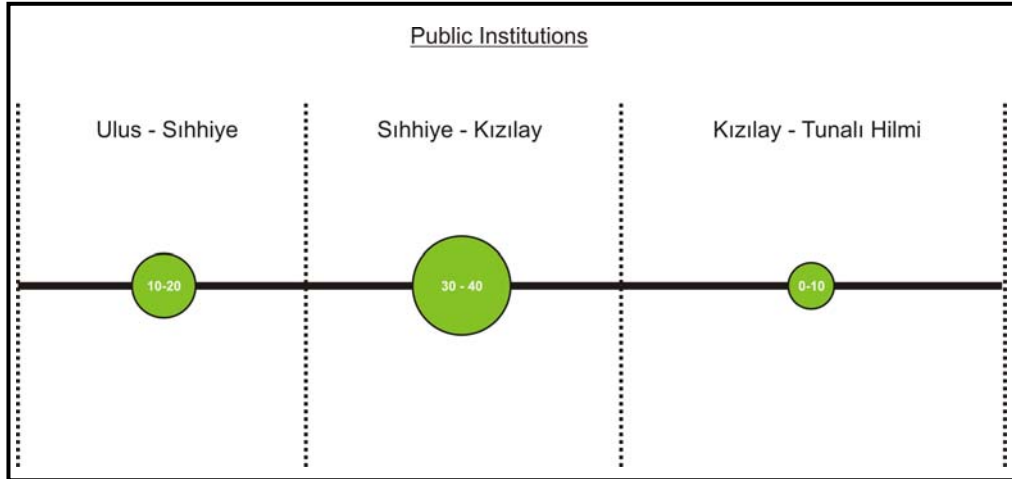 Public Institutions
Ulus - Sıhhiye
Sıhhiye - Kızılay
Kızılay - Tunalı Hilmi
10-20
30 - 40
0-10